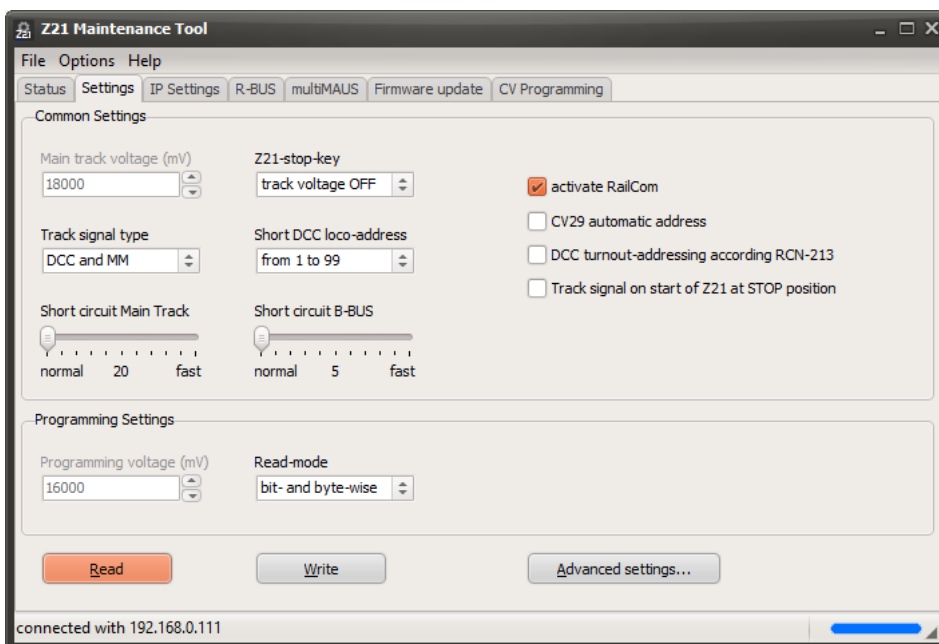 Z21 Maintenance Tool
File Options Help
Status Settings IP Settings R-BUS multiMAUS Firmware update CV Programming
Common Settings
Main track voltage (mV) Z21-stop-key
18000 track voltage OFF activate RailCom
CV29 automatic address
Track signal type Short DCC loco-address
DCC and MM from 1 to 99 DCC turnout-addressing according RCN-213
Track signal on start of Z21 at STOP position
Short circuit Main Track Short circuit B-BUS
normal 20 fast normal 5 fast
Programming Settings
Programming voltage (mV) Read-mode
16000 bit- and byte-wise
Read Write Advanced settings...
connected with 192.168.0.111